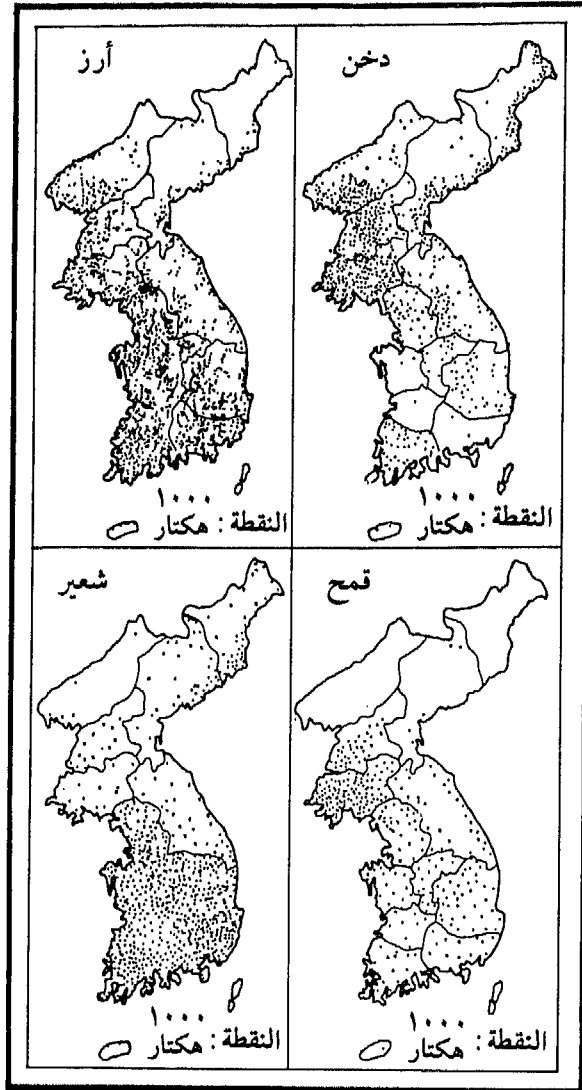 دخن
١٠٠٠
النقطة : هكتار
أرز
١٠٠٠
النقطة : هكتار
قمح
١٠٠٠
النقطة : هكتار
شعير
١٠٠٠
النقطة : هكتار